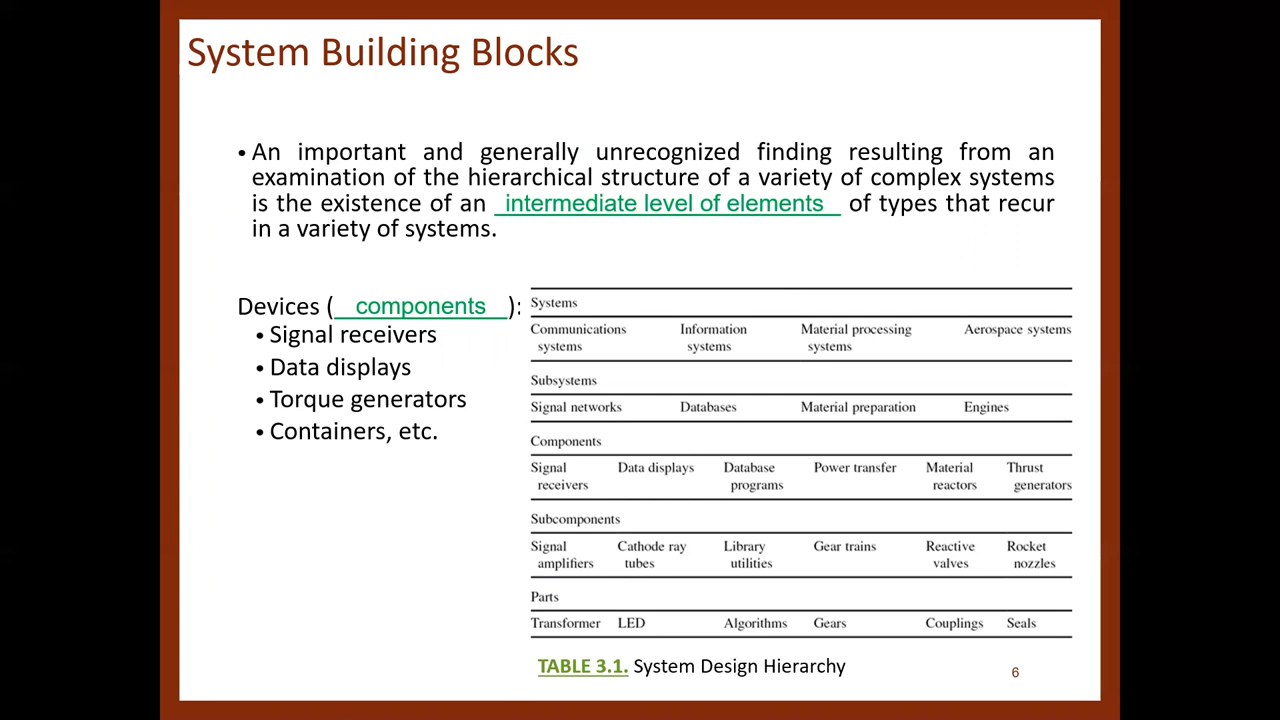 System Building Blocks
• An important and generally unrecognized finding resulting from an
examination of the hierarchical structure of a variety of complex systems
is the existence of an intermediate level of elements of types that recur
in a variety of systems.
Devices ( components ):
• Signal receivers
• Data displays
• Torque generators
• Containers, etc.
Systems
Communications Information Material processing Aerospace systems
systems systems systems
Subsystems
Signal networks Databases Material preparation Engines
Components
Signal Data displays Database Power transfer Material Thrust
receivers programs reactors generators
Subcomponents
Signal Cathode ray Library Gear trains Reactive Rocket
amplifiers tubes utilities valves nozzles
Parts
Transformer LED Algorithms Gears Couplings Seals
TABLE 3.1. System Design Hierarchy
6